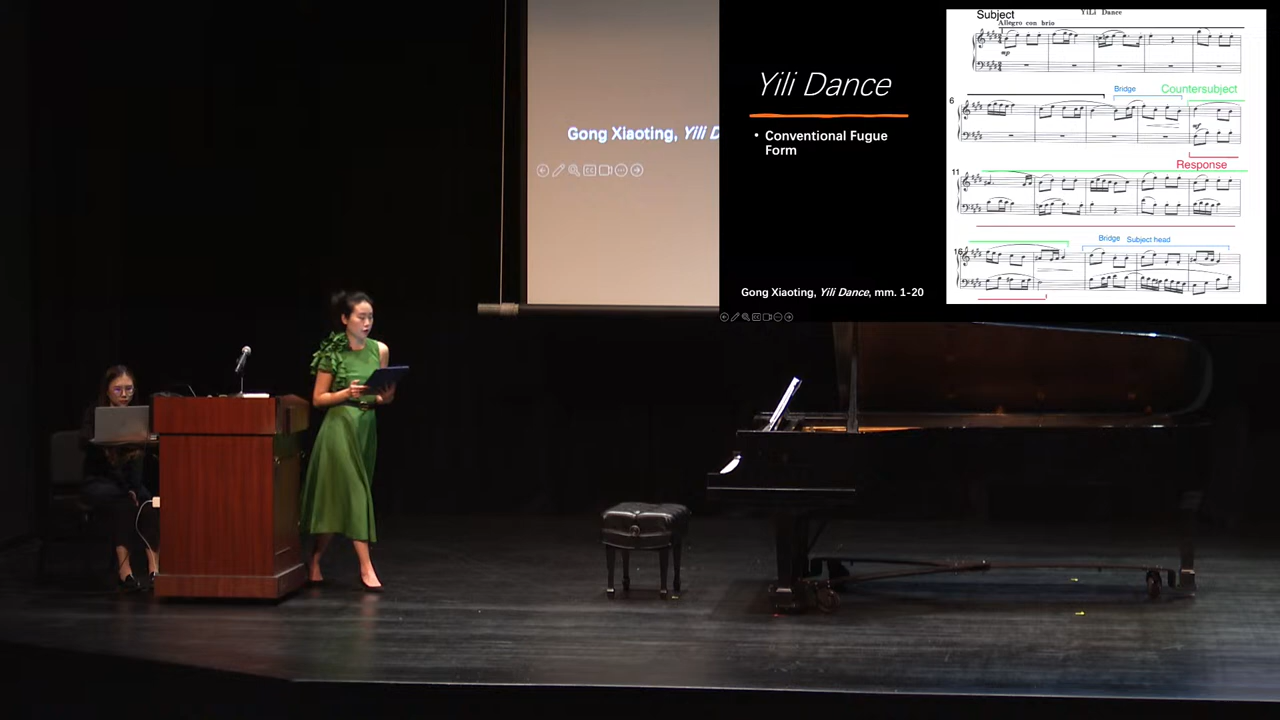 Gong Xiaoting, Yili D
Yili Dance
• Conventional Fugue
Form
Gong Xiaoting, Yili Dance, mm. 1-20
Subject
YiLi Dance
Allegro con brio
mp
6
Bridge
Countersubject
mf
Response
11
16
Bridge Subject head